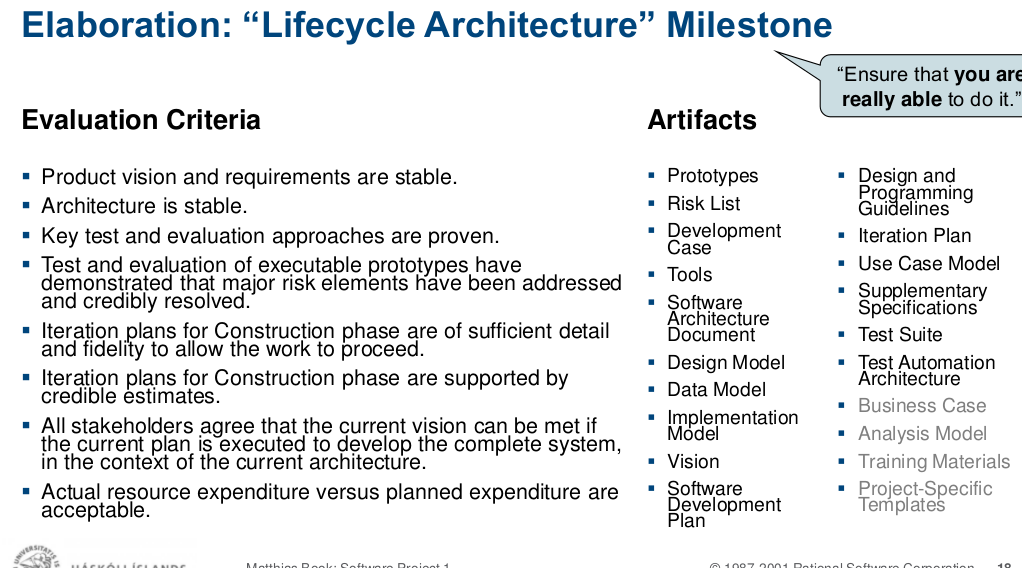 Elaboration: “Lifecycle Architecture” Milestone
“Ensure that you are
really able to do it.”
Evaluation Criteria
▪ Product vision and requirements are stable.
▪ Architecture is stable.
▪ Key test and evaluation approaches are proven.
▪ Test and evaluation of executable prototypes have
demonstrated that major risk elements have been addressed
and credibly resolved.
▪ Iteration plans for Construction phase are of sufficient detail
and fidelity to allow the work to proceed.
▪ Iteration plans for Construction phase are supported by
credible estimates.
▪ All stakeholders agree that the current vision can be met if
the current plan is executed to develop the complete system,
in the context of the current architecture.
▪ Actual resource expenditure versus planned expenditure are
acceptable.
Artifacts
▪ Prototypes
▪ Risk List
▪ Development
Case
▪ Tools
▪ Software
Architecture
Document
▪ Design Model
▪ Data Model
▪ Implementation
Model
▪ Vision
▪ Software
Development
Plan
▪ Design and
Programming
Guidelines
▪ Iteration Plan
▪ Use Case Model
▪ Supplementary
Specifications
▪ Test Suite
▪ Test Automation
Architecture
▪ Business Case
▪ Analysis Model
▪ Training Materials
▪ Project-Specific
Templates
HÁSKÓLI ÍSLANDS
Matthias Book: Software Project 1
© 1987-2001 Rational Software Corporation
18